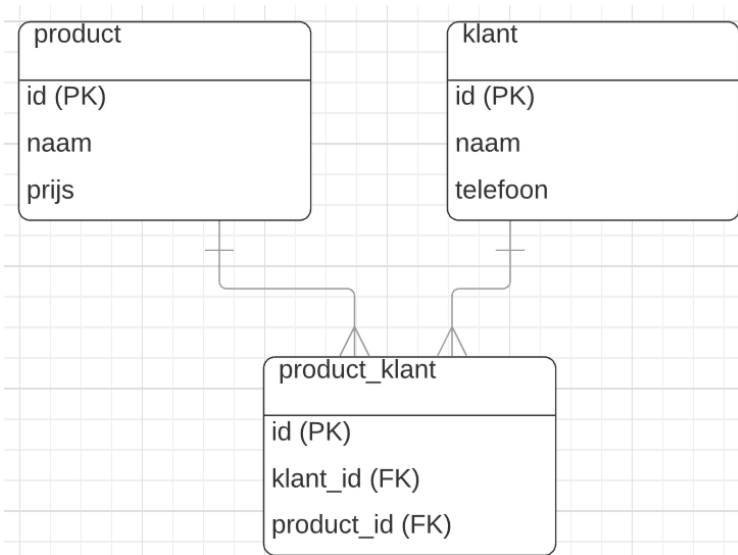 product
id (PK)
naam
prijs
klant
id (PK)
naam
telefoon
product_klant
id (PK)
klant_id (FK)
product_id (FK)